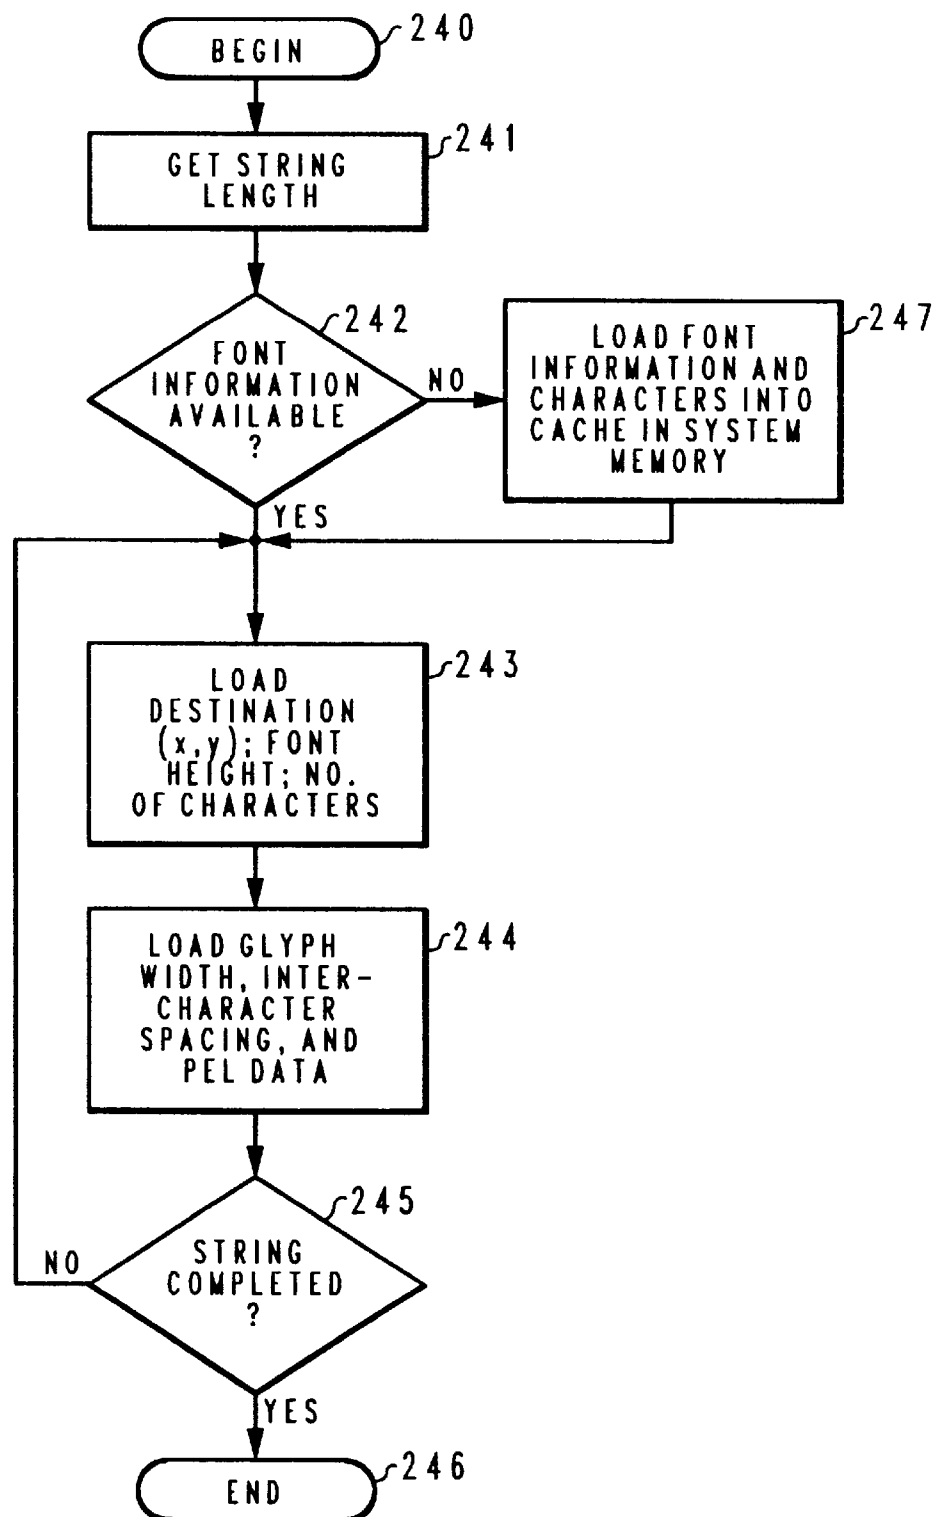 BEGIN
240
GET STRING
LENGTH
241
FONT
INFORMATION
AVAILABLE
?
242
NO
LOAD FONT
INFORMATION AND
CHARACTERS INTO
CACHE IN SYSTEM
MEMORY
247
YES
LOAD
DESTINATION
(x,y); FONT
HEIGHT; NO.
OF CHARACTERS
243
LOAD GLYPH
WIDTH, INTER-
CHARACTER
SPACING, AND
PEL DATA
244
STRING
COMPLETED
?
245
NO
YES
END
246